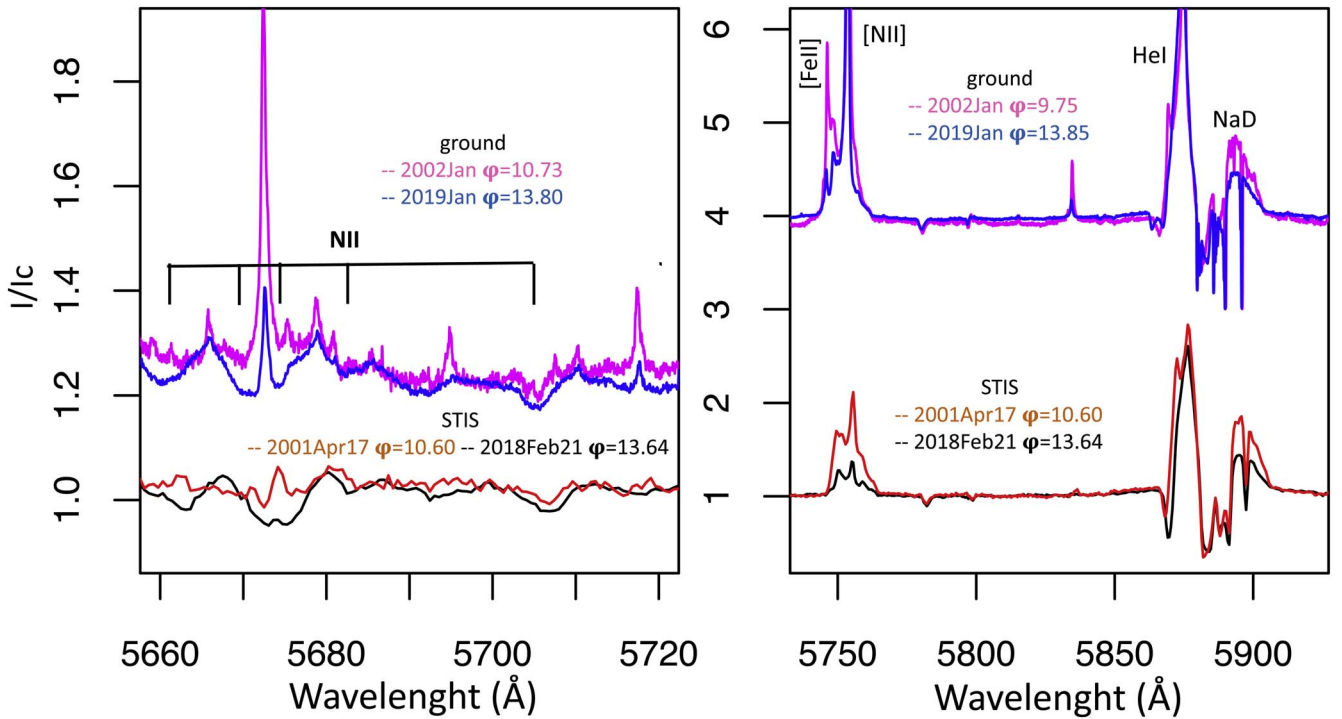 I/Ic
1.8
1.6
1.4
1.2
1.0
ground
-- 2002Jan φ=10.73
-- 2019Jan φ=13.80
NII
STIS
-- 2001Apr17 φ=10.60 -- 2018Feb21 φ=13.64
5660 5680 5700 5720
Wavelenght (Å)
6
5
4
3
2
1
[FeII]
[NII]
HeI
NaD
ground
-- 2002Jan φ=9.75
-- 2019Jan φ=13.85
STIS
-- 2001Apr17 φ=10.60
-- 2018Feb21 φ=13.64
5750 5800 5850 5900
Wavelenght (Å)